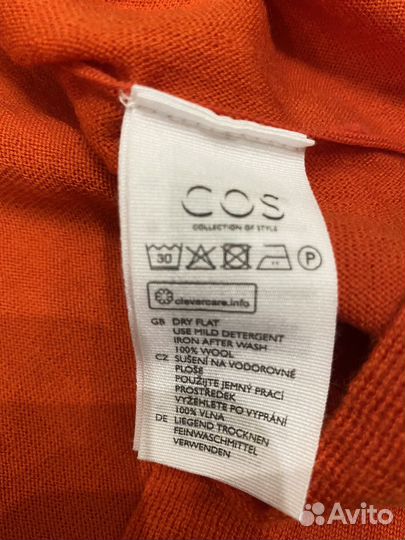 COS
COLLECTION OF STYLE
30 P
clevercare.info
GB DRY FLAT
USE MILD DETERGENT
IRON AFTER WASH
100% WOOL
CZ SUŠENÍ NA VODOROVNÉ
PLOŠE
POUŽIJTE JEMNÝ PRACÍ
PROSTŘEDEK
VYŽEHLETE PO VYPRÁNÍ
100% VLNA
DE LIEGEND TROCKNEN
FEINWASCHMITTEL
VERWENDEN
Avito